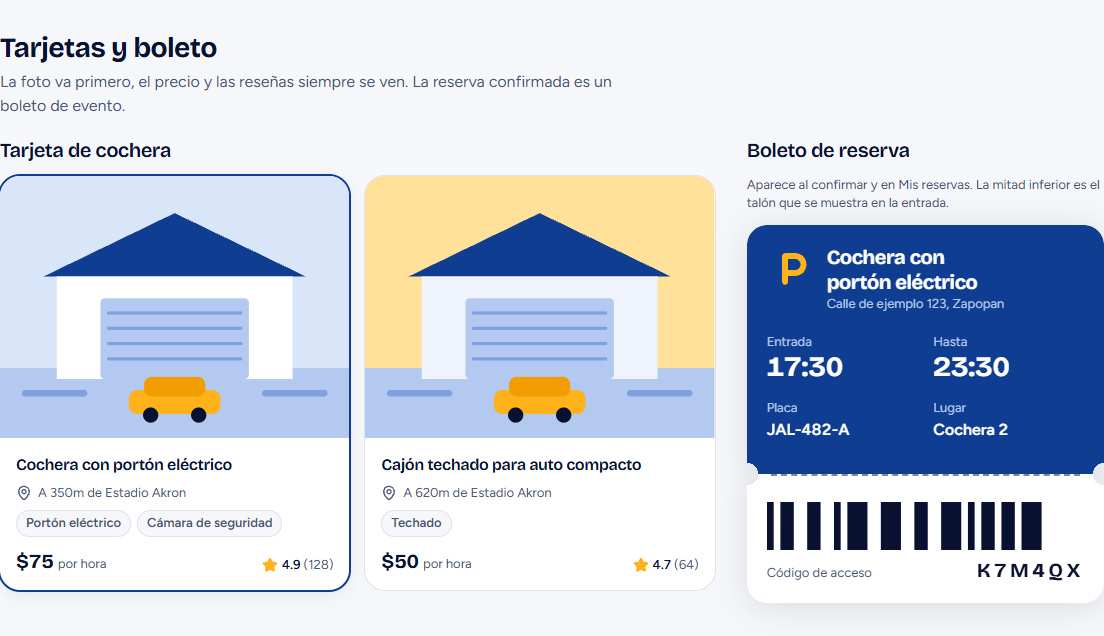 Tarjetas y boleto
La foto va primero, el precio y las reseñas siempre se ven. La reserva confirmada es un
boleto de evento.
Tarjeta de cochera
Cochera con portón eléctrico
A 350m de Estadio Akron
Portón eléctrico
Cámara de seguridad
$75 por hora
4.9 (128)
Cajón techado para auto compacto
A 620m de Estadio Akron
Techado
$50 por hora
4.7 (64)
Boleto de reserva
Aparece al confirmar y en Mis reservas. La mitad inferior es el
talón que se muestra en la entrada.
P
Cochera con
portón eléctrico
Calle de ejemplo 123, Zapopan
Entrada
17:30
Hasta
23:30
Placa
JAL-482-A
Lugar
Cochera 2
Código de acceso
K7M4QX